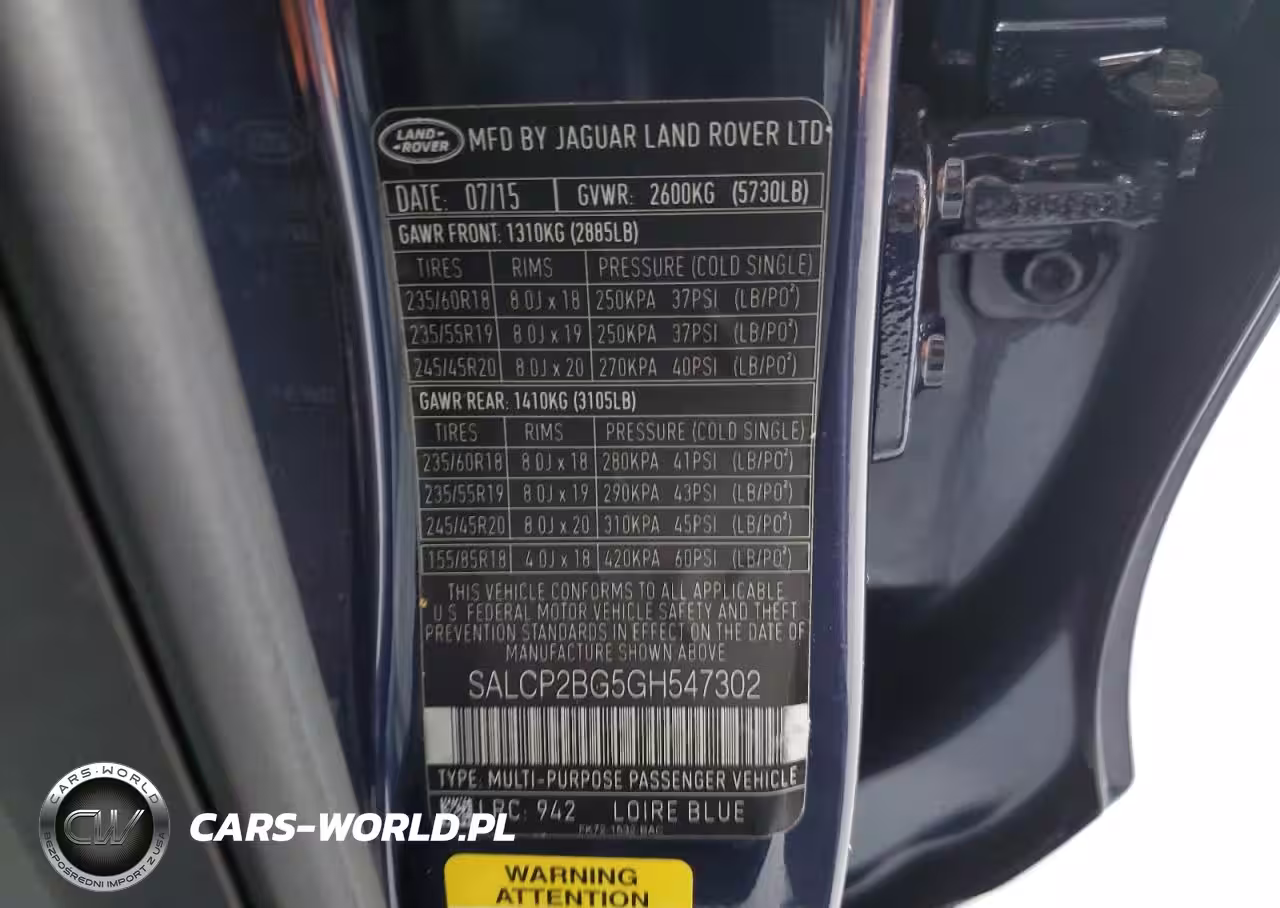 LAND-
-ROVER
MFD BY JAGUAR LAND ROVER LTD
DATE: 07/15 GVWR: 2600KG (5730LB)
GAWR FRONT: 1310KG (2885LB)
TIRES RIMS PRESSURE (COLD SINGLE)
235/60R18 8.0J x 18 250KPA 37PSI (LB/PO²)
235/55R19 8.0J x 19 250KPA 37PSI (LB/PO²)
245/45R20 8.0J x 20 270KPA 40PSI (LB/PO²)
GAWR REAR: 1410KG (3105LB)
TIRES RIMS PRESSURE (COLD SINGLE)
235/60R18 8.0J x 18 280KPA 41PSI (LB/PO²)
235/55R19 8.0J x 19 290KPA 43PSI (LB/PO²)
245/45R20 8.0J x 20 310KPA 45PSI (LB/PO²)
155/85R18 4.0J x 18 420KPA 60PSI (LB/PO²)
THIS VEHICLE CONFORMS TO ALL APPLICABLE
U.S. FEDERAL MOTOR VEHICLE SAFETY AND THEFT
PREVENTION STANDARDS IN EFFECT ON THE DATE OF
MANUFACTURE SHOWN ABOVE
SALCP2BG5GH547302
TYPE: MULTI-PURPOSE PASSENGER VEHICLE
LRC: 942 LOIRE BLUE
WARNING
ATTENTION
CARS-WORLD
CW
BEZPOŚREDNI IMPORT Z USA
CARS-WORLD.PL